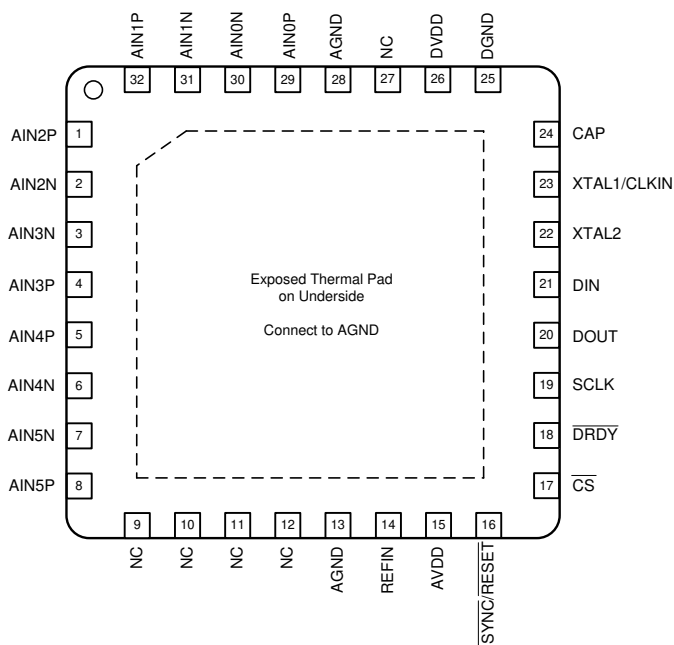 AIN1P
AIN1N
AIN0N
AIN0P
AGND
NC
DVDD
DGND
32
31
30
29
28
27
26
25
AIN2P 1
AIN2N 2
AIN3N 3
AIN3P 4
AIN4P 5
AIN4N 6
AIN5N 7
AIN5P 8
24 CAP
23 XTAL1/CLKIN
22 XTAL2
21 DIN
20 DOUT
19 SCLK
18 DRDY
17 CS
Exposed Thermal Pad
on Underside
Connect to AGND
9
10
11
12
13
14
15
16
NC
NC
NC
NC
AGND
REFIN
AVDD
SYNC/RESET